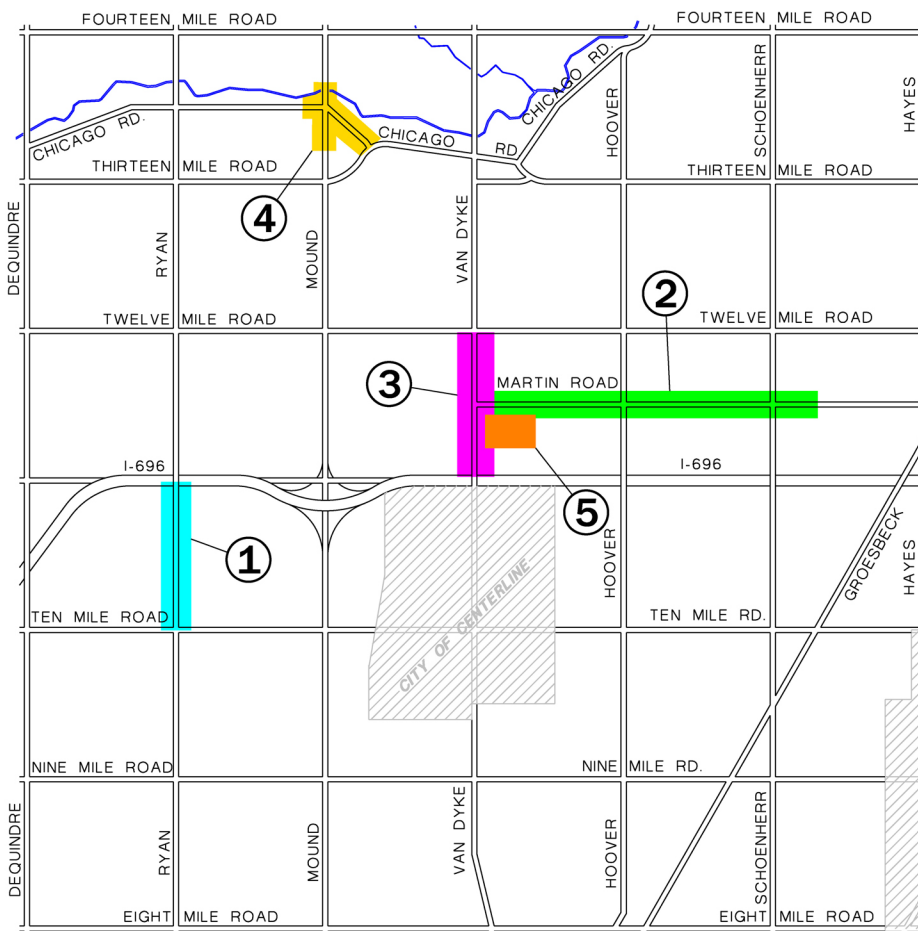 FOURTEEN MILE ROAD
FOURTEEN MILE ROAD
CHICAGO RD.
CHICAGO RD.
CHICAGO RD
HOOVER
SCHOENHERR
HAYES
THIRTEEN MILE ROAD
THIRTEEN MILE ROAD
4
DEQUINDRE
RYAN
MOUND
VAN DYKE
2
TWELVE MILE ROAD
TWELVE MILE ROAD
3
MARTIN ROAD
I-696
I-696
5
1
HOOVER
GROESBECK
HAYES
CITY OF CENTERLINE
TEN MILE ROAD
TEN MILE RD.
NINE MILE ROAD
NINE MILE RD.
DEQUINDRE
RYAN
MOUND
VAN DYKE
HOOVER
SCHOENHERR
EIGHT MILE ROAD
EIGHT MILE ROAD